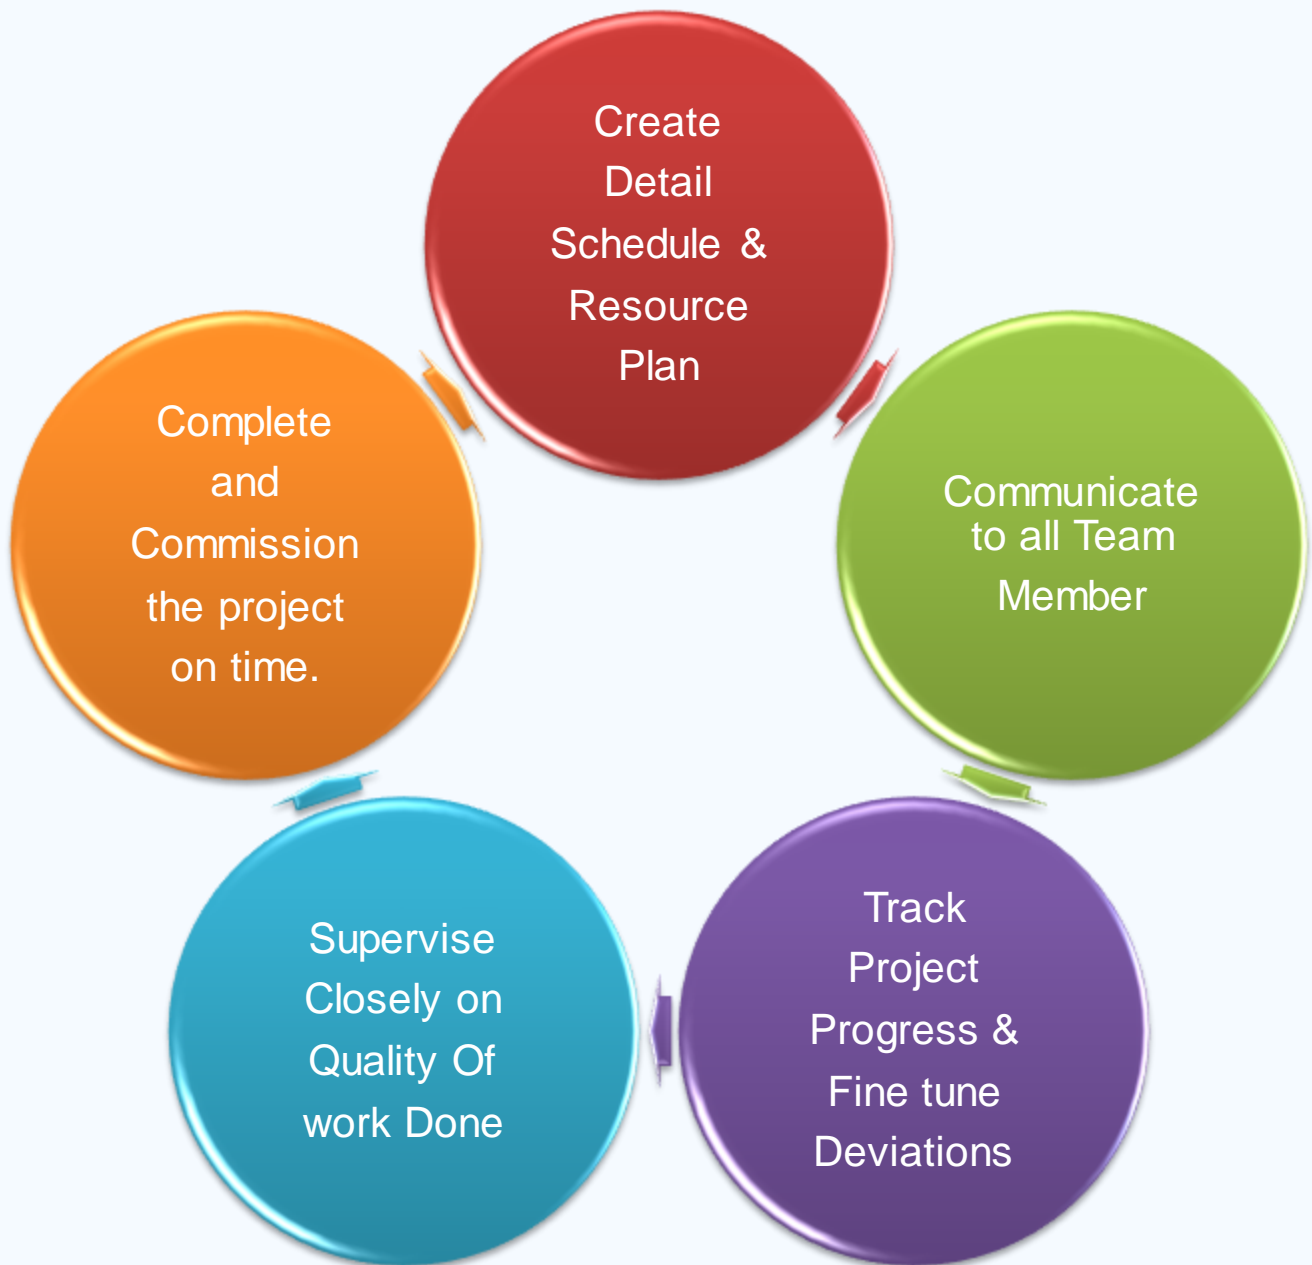 Create
Detail
Schedule &
Resource
Plan
Communicate
to all Team
Member
Track
Project
Progress &
Fine tune
Deviations
Supervise
Closely on
Quality Of
work Done
Complete
and
Commission
the project
on time.